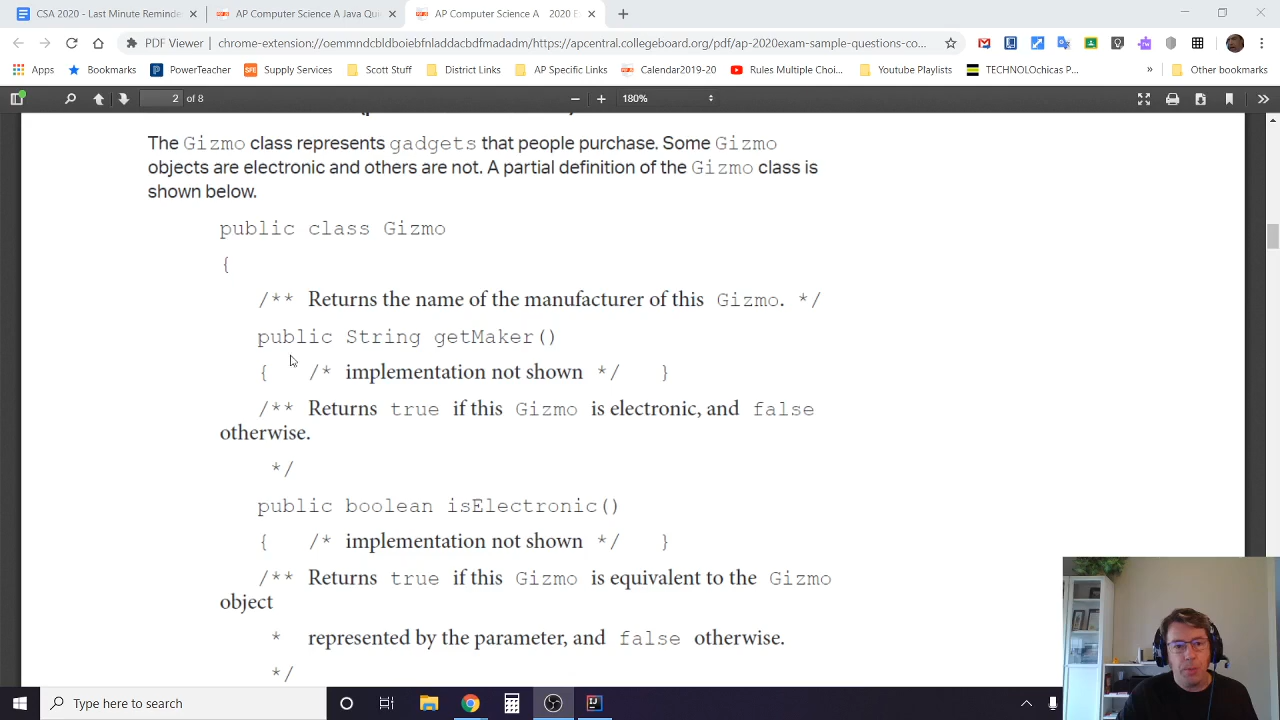 CSA 2020 - Last Minute Reminde
AP Computer Science A Java Qu
AP Computer Science A 2020 E
PDF Viewer
apcentral.collegeboard.org/pdf/ap-2020exam-sample-questions-co...
Apps
Bookmarks
PowerTeacher
Supply Services
Scott Stuff
District Links
Specific Links
Calendar2019-20
Rules Multiple Choi...
Youtube Playlists
TECHNOLOchicas P...
»
Other bookmarks
2 of 8
180%
The Gizmo class represents gadgets that people purchase. Some Gizmo
objects are electronic and others are not. A partial definition of the Gizmo class is
shown below.
public class Gizmo
{
/** Returns the name of the manufacturer of this Gizmo. */
public String getMaker()
{ /* implementation not shown */ }
/** Returns true if this Gizmo is electronic, and false
otherwise.
*/
public boolean isElectronic()
{ /* implementation not shown */ }
/** Returns true if this Gizmo is equivalent to the Gizmo
object
* represented by the parameter, and false otherwise.
*/
Type here to search